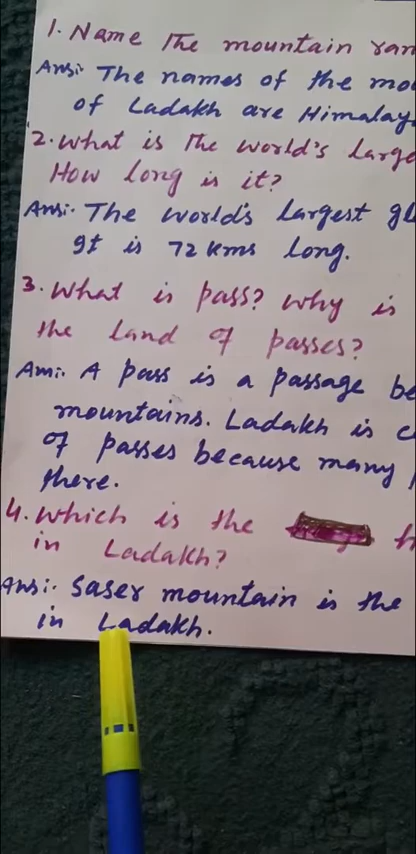 1. Name The mountain ran
Ans:- The names of the mo
of Ladakh are Himalay
2. what is the world's large
How long is it?
Ans:- The world's largest gl
It is 72 kms long.
3. What is pass? why is
the land of passes?
Ans:- A pass is a passage be
mountains. Ladakh is c
of passes because many
there.
4. which is the h
in Ladakh?
Ans:- Saser mountain is the
in Ladakh.